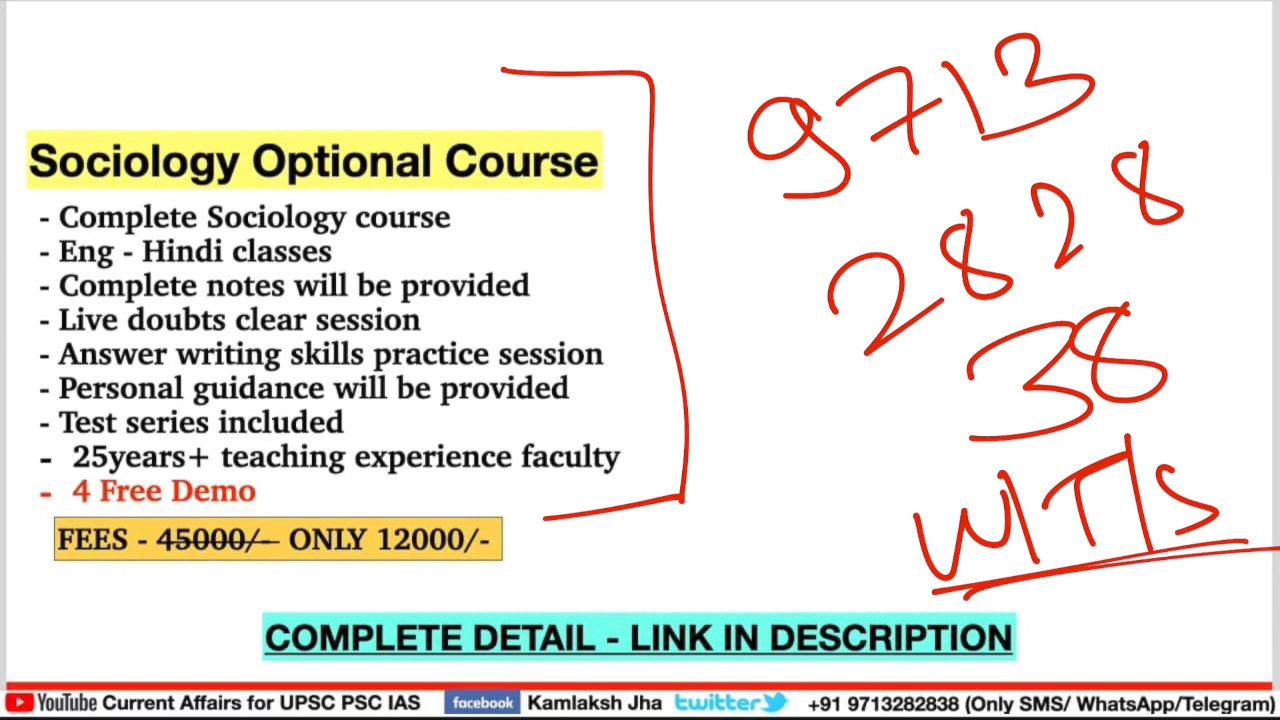 Sociology Optional Course
- Complete Sociology course
- Eng - Hindi classes
- Complete notes will be provided
- Live doubts clear session
- Answer writing skills practice session
- Personal guidance will be provided
- Test series included
- 25years+ teaching experience faculty
- 4 Free Demo
FEES - 45000/- ONLY 12000/-
9713
2828
38
W/T/S
COMPLETE DETAIL - LINK IN DESCRIPTION
YouTube Current Affairs for UPSC PSC IAS facebook Kamlaksh Jha twitter +91 9713282838 (Only SMS/ WhatsApp/Telegram)